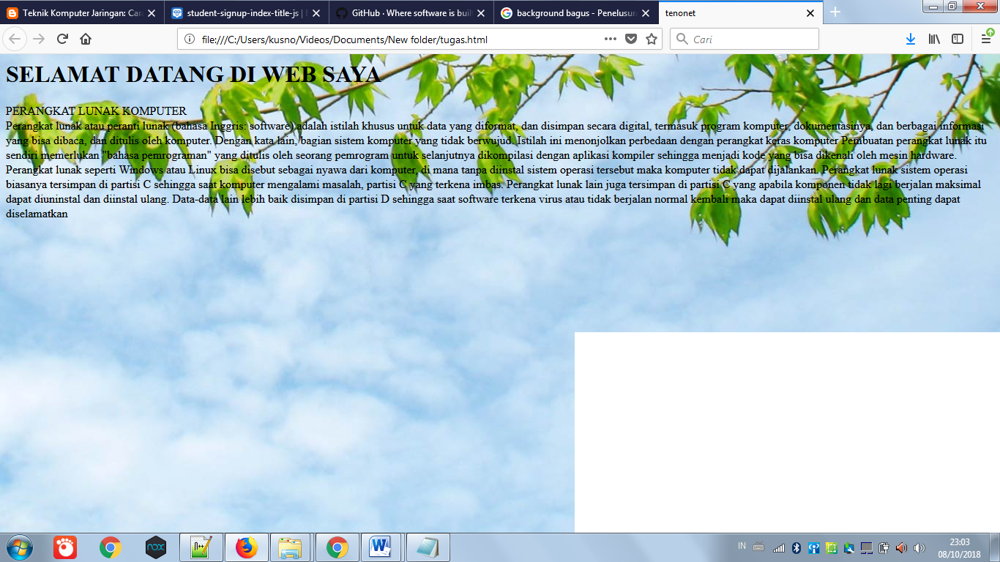 Teknik Komputer Jaringan: Cara
student-signup-index-title-js |
GitHub · Where software is buil
background bagus - Penelusur
tenonet
file:///C:/Users/kusno/Videos/Documents/New folder/tugas.html
Cari
SELAMAT DATANG DI WEB SAYA
PERANGKAT LUNAK KOMPUTER
Perangkat lunak atau peranti lunak (bahasa Inggris: software) adalah istilah khusus untuk data yang diformat, dan disimpan secara digital, termasuk program komputer, dokumentasinya, dan berbagai informasi
yang bisa dibaca, dan ditulis oleh komputer. Dengan kata lain, bagian sistem komputer yang tidak berwujud. Istilah ini menonjolkan perbedaan dengan perangkat keras komputer Pembuatan perangkat lunak itu
sendiri memerlukan "bahasa pemrograman" yang ditulis oleh seorang pemrogram untuk selanjutnya dikompilasi dengan aplikasi kompiler sehingga menjadi kode yang bisa dikenali oleh mesin hardware.
Perangkat lunak seperti Windows atau Linux bisa disebut sebagai nyawa dari komputer, di mana tanpa diinstal sistem operasi tersebut maka komputer tidak dapat dijalankan. Perangkat lunak sistem operasi
biasanya tersimpan di partisi C sehingga saat komputer mengalami masalah, partisi C yang terkena imbas. Perangkat lunak lain juga tersimpan di partisi C yang apabila komponen tidak lagi berjalan maksimal
dapat diuninstal dan diinstal ulang. Data-data lain lebih baik disimpan di partisi D sehingga saat software terkena virus atau tidak berjalan normal kembali maka dapat diinstal ulang dan data penting dapat
diselamatkan
nox
IN
23:03
08/10/2018